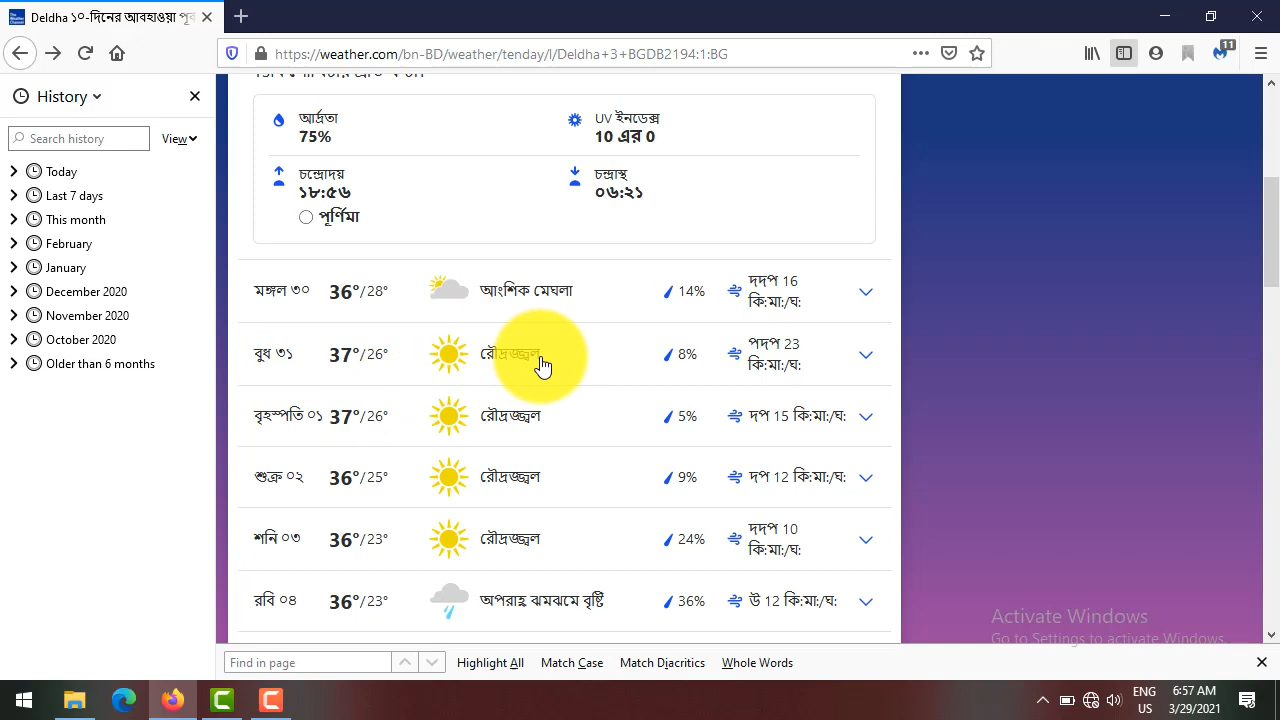 Deldha ১০-দিনের আবহাওয়া পূর্ব
https://weather.com/bn-BD/weather/tenday/l/Deldha+3+BGDB2194:1:BG
11
History
Search history
View
Today
Last 7 days
This month
February
January
December 2020
November 2020
October 2020
Older than 6 months
আর্দ্রতা
75%
UV ইনডেক্স
10 এর 0
চন্দ্রোদয়
১৮:৫৬
পূর্ণিমা
চন্দ্রাস্থ
০৬:২১
মঙ্গল ৩০ 36°/28° আংশিক মেঘলা 14% দদপ 16 কি:মা:/ঘ:
বুধ ৩১ 37°/26° রৌদ্রজ্জ্বল 8% পদপ 23 কি:মা:/ঘ:
বৃহস্পতি ০১ 37°/26° রৌদ্রজ্জ্বল 5% দপ 15 কি:মা:/ঘ:
শুক্র ০২ 36°/25° রৌদ্রজ্জ্বল 9% দপ 12 কি:মা:/ঘ:
শনি ০৩ 36°/23° রৌদ্রজ্জ্বল 24% দদপ 10 কি:মা:/ঘ:
রবি ০৪ 36°/23° অপরাহ্ণ ঝমঝমে বৃষ্টি 36% উ 12 কি:মা:/ঘ:
Activate Windows
Go to Settings to activate Windows.
Find in page
Highlight All
Match Case
Match Diacritics
Whole Words
ENG
US
6:57 AM
3/29/2021